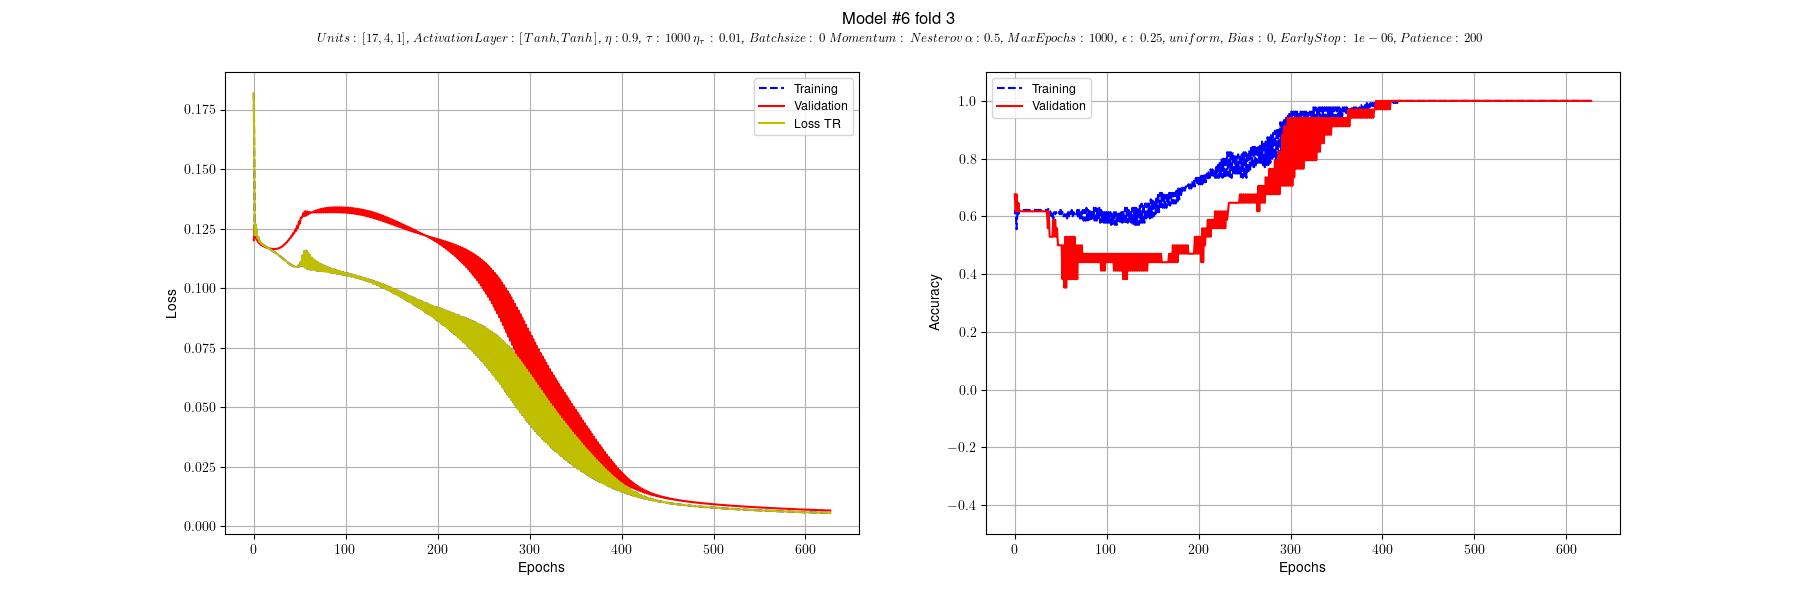 Model #6 fold 3
Units : [17, 4, 1], ActivationLayer : [Tanh, Tanh], η : 0.9, τ : 1000 η_τ : 0.01, Batchsize : 0 Momentum : Nesterov α : 0.5, MaxEpochs : 1000, ϵ : 0.25, uniform, Bias : 0, EarlyStop : 1e − 06, Patience : 200
Training
Validation
Loss TR
0.175
0.150
0.125
0.100
0.075
0.050
0.025
0.000
Loss
0 100 200 300 400 500 600
Epochs
Training
Validation
1.0
0.8
0.6
0.4
0.2
0.0
−0.2
−0.4
Accuracy
0 100 200 300 400 500 600
Epochs